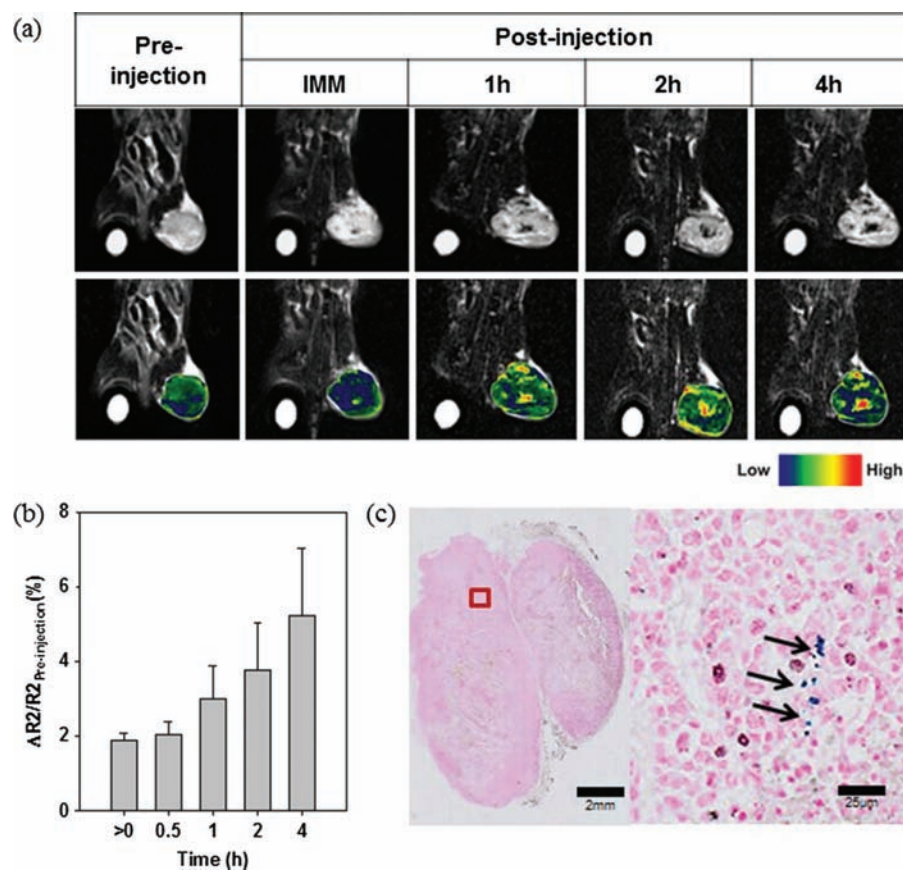 (a)
Pre-
injection
Post-injection
IMM 1h 2h 4h
Low High
(b)
8
6
4
2
0
ΔR2/R2Pre-injection(%)
>0 0.5 1 2 4
Time (h)
(c)
2mm
25μm